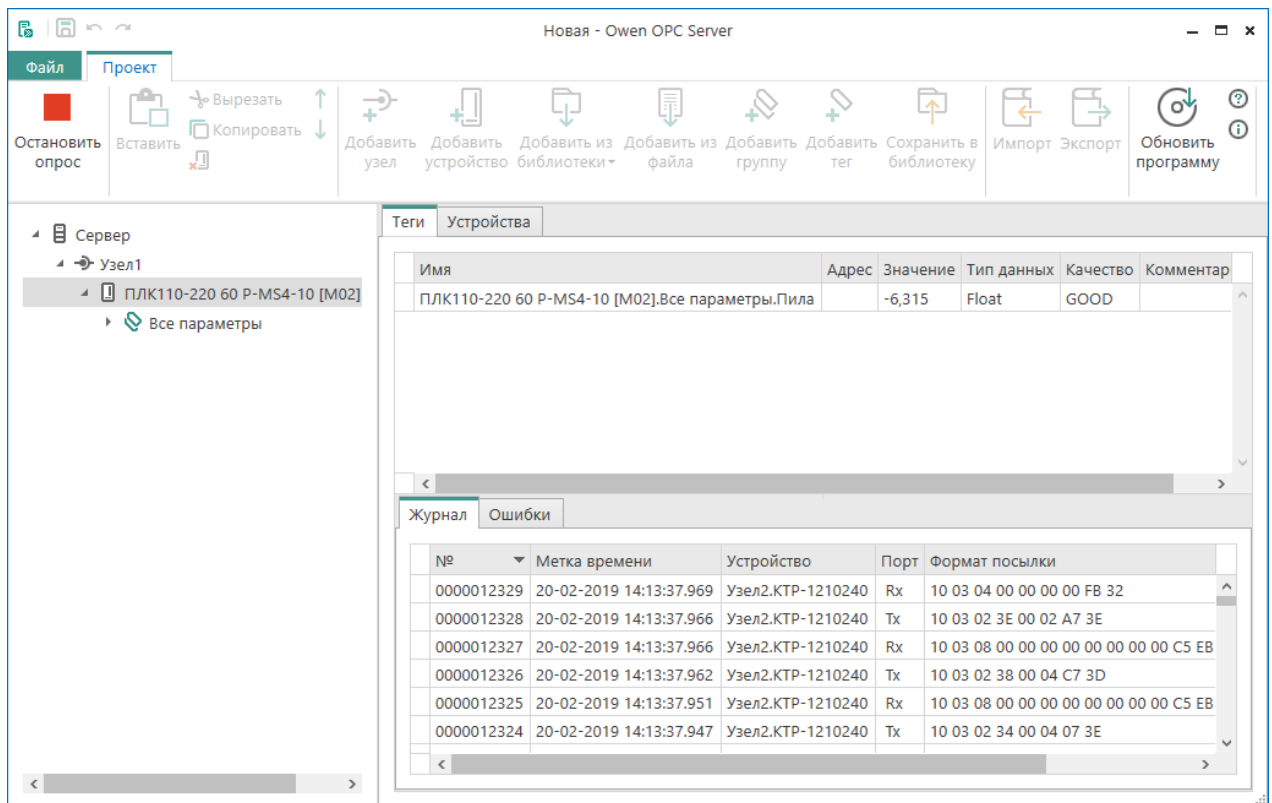 Новая - Owen OPC Server
Файл Проект
Остановить опрос
Вставить
Вырезать
Копировать
Добавить узел
Добавить устройство
Добавить из библиотеки
Добавить из файла
Добавить группу
Добавить тег
Сохранить в библиотеку
Импорт
Экспорт
Обновить программу
Сервер
Узел1
ПЛК110-220 60 Р-MS4-10 [M02]
Все параметры
Теги Устройства
Имя Адрес Значение Тип данных Качество Комментар
ПЛК110-220 60 Р-MS4-10 [M02].Все параметры.Пила -6,315 Float GOOD
Журнал Ошибки
№ Метка времени Устройство Порт Формат посылки
0000012329 20-02-2019 14:13:37.969 Узел2.КТР-1210240 Rx 10 03 04 00 00 00 00 FB 32
0000012328 20-02-2019 14:13:37.966 Узел2.КТР-1210240 Tx 10 03 02 3E 00 02 A7 3E
0000012327 20-02-2019 14:13:37.966 Узел2.КТР-1210240 Rx 10 03 08 00 00 00 00 00 00 00 00 C5 EB
0000012326 20-02-2019 14:13:37.962 Узел2.КТР-1210240 Tx 10 03 02 38 00 04 C7 3D
0000012325 20-02-2019 14:13:37.951 Узел2.КТР-1210240 Rx 10 03 08 00 00 00 00 00 00 00 00 C5 EB
0000012324 20-02-2019 14:13:37.947 Узел2.КТР-1210240 Tx 10 03 02 34 00 04 07 3E